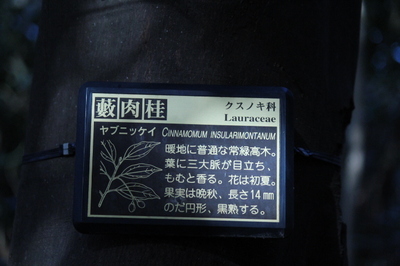 藪肉桂
クスノキ科
Lauraceae
ヤブニッケイ CINNAMOMUM INSULARIMONTANUM
暖地に普通な常緑高木。
葉に三大脈が目立ち、
もむと香る。花は初夏。
果実は晩秋、長さ14mm
のだ円形、黒熟する。